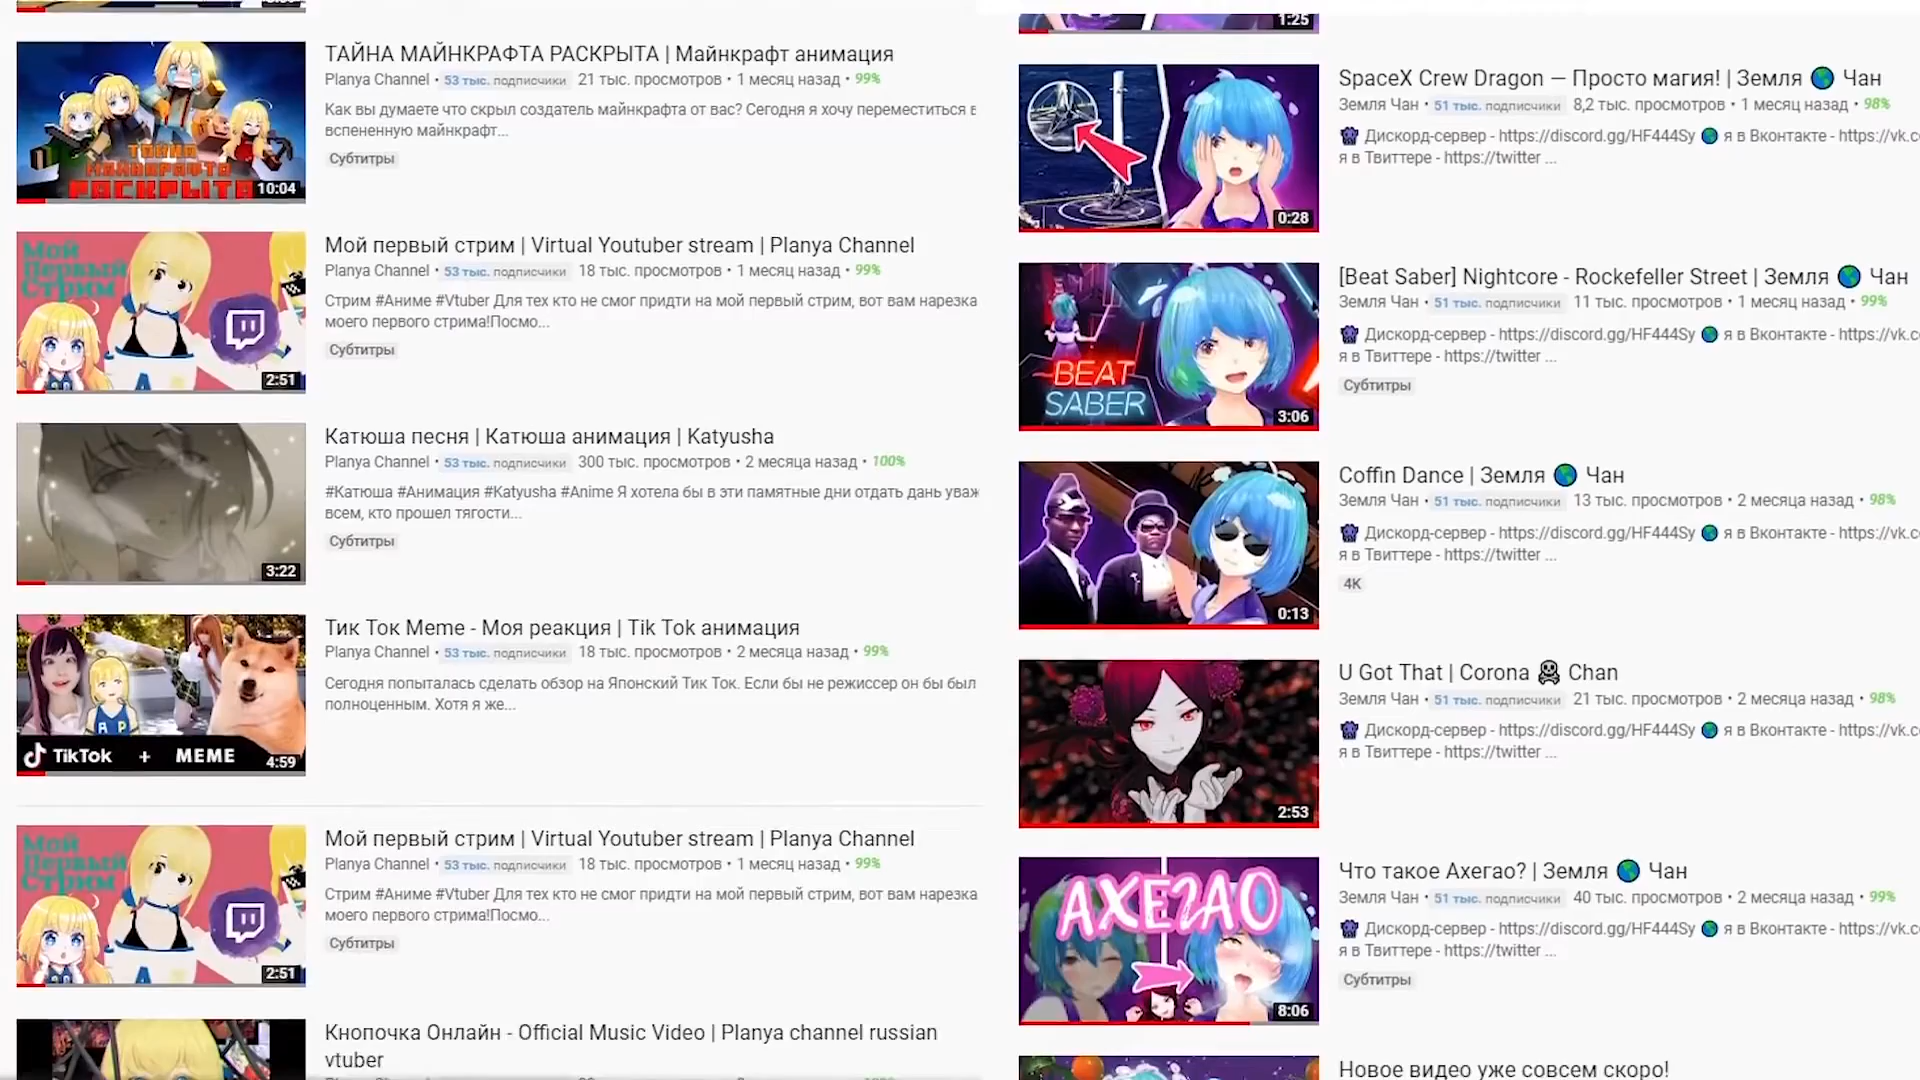 ТАЙНА МАЙНКРАФТА РАСКРЫТА | Майнкрафт анимация
Planya Channel • 53 тыс. подписчики 21 тыс. просмотров • 1 месяц назад • 99%
Как вы думаете что скрыл создатель майнкрафта от вас? Сегодня я хочу переместиться в
вспененную майнкрафт...
Субтитры
ТАЙНА
МАЙНКРАФТА
РАСКРЫТА
10:04
Мой первый стрим | Virtual Youtuber stream | Planya Channel
Planya Channel • 53 тыс. подписчики 18 тыс. просмотров • 1 месяц назад • 99%
Стрим #Аниме #Vtuber Для тех кто не смог придти на мой первый стрим, вот вам нарезка
моего первого стрима!Посмо...
Субтитры
Мой
Первый
Стрим
2:51
Катюша песня | Катюша анимация | Katyusha
Planya Channel • 53 тыс. подписчики 300 тыс. просмотров • 2 месяца назад • 100%
#Катюша #Анимация #Katyusha #Anime Я хотела бы в эти памятные дни отдать дань уваж
всем, кто прошел тягости...
Субтитры
3:22
Тик Ток Meme - Моя реакция | Tik Tok анимация
Planya Channel • 53 тыс. подписчики 18 тыс. просмотров • 2 месяца назад • 99%
Сегодня попыталась сделать обзор на Японский Тик Ток. Если бы не режиссер он бы был
полноценным. Хотя я же...
AP
TikTok + MEME
4:59
Мой первый стрим | Virtual Youtuber stream | Planya Channel
Planya Channel • 53 тыс. подписчики 18 тыс. просмотров • 1 месяц назад • 99%
Стрим #Аниме #Vtuber Для тех кто не смог придти на мой первый стрим, вот вам нарезка
моего первого стрима!Посмо...
Субтитры
Мой
Первый
Стрим
2:51
Кнопочка Онлайн - Official Music Video | Planya channel russian
vtuber
1:25
SpaceX Crew Dragon — Просто магия! | Земля 🌎 Чан
Земля Чан • 51 тыс. подписчики 8,2 тыс. просмотров • 1 месяц назад • 98%
Дискорд-сервер - https://discord.gg/HF444Sy 🌎 я в Вконтакте - https://vk.c
я в Твиттере - https://twitter ...
0:28
[Beat Saber] Nightcore - Rockefeller Street | Земля 🌎 Чан
Земля Чан • 51 тыс. подписчики 11 тыс. просмотров • 1 месяц назад • 99%
Дискорд-сервер - https://discord.gg/HF444Sy 🌎 я в Вконтакте - https://vk.c
я в Твиттере - https://twitter ...
Субтитры
BEAT
SABER
3:06
Coffin Dance | Земля 🌎 Чан
Земля Чан • 51 тыс. подписчики 13 тыс. просмотров • 2 месяца назад • 98%
Дискорд-сервер - https://discord.gg/HF444Sy 🌎 я в Вконтакте - https://vk.c
я в Твиттере - https://twitter ...
4K
0:13
U Got That | Corona ☠ Chan
Земля Чан • 51 тыс. подписчики 21 тыс. просмотров • 2 месяца назад • 98%
Дискорд-сервер - https://discord.gg/HF444Sy 🌎 я в Вконтакте - https://vk.c
я в Твиттере - https://twitter ...
2:53
Что такое Ахегао? | Земля 🌎 Чан
Земля Чан • 51 тыс. подписчики 40 тыс. просмотров • 2 месяца назад • 99%
Дискорд-сервер - https://discord.gg/HF444Sy 🌎 я в Вконтакте - https://vk.c
я в Твиттере - https://twitter ...
Субтитры
АХЕГАО
8:06
Новое видео уже совсем скоро!